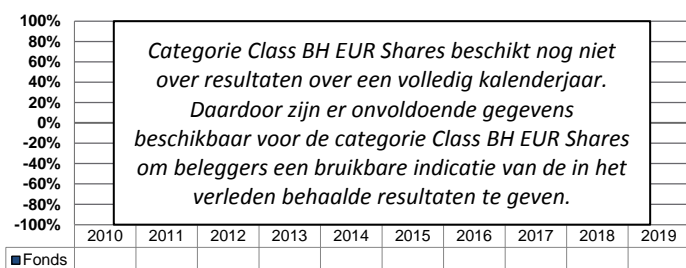 100%
80%
60%
40%
20%
0%
-20%
-40%
-60%
-80%
-100%
Categorie Class BH EUR Shares beschikt nog niet
over resultaten over een volledig kalenderjaar.
Daardoor zijn er onvoldoende gegevens
beschikbaar voor de categorie Class BH EUR Shares
om beleggers een bruikbare indicatie van de in het
verleden behaalde resultaten te geven.
2010 2011 2012 2013 2014 2015 2016 2017 2018 2019
Fonds